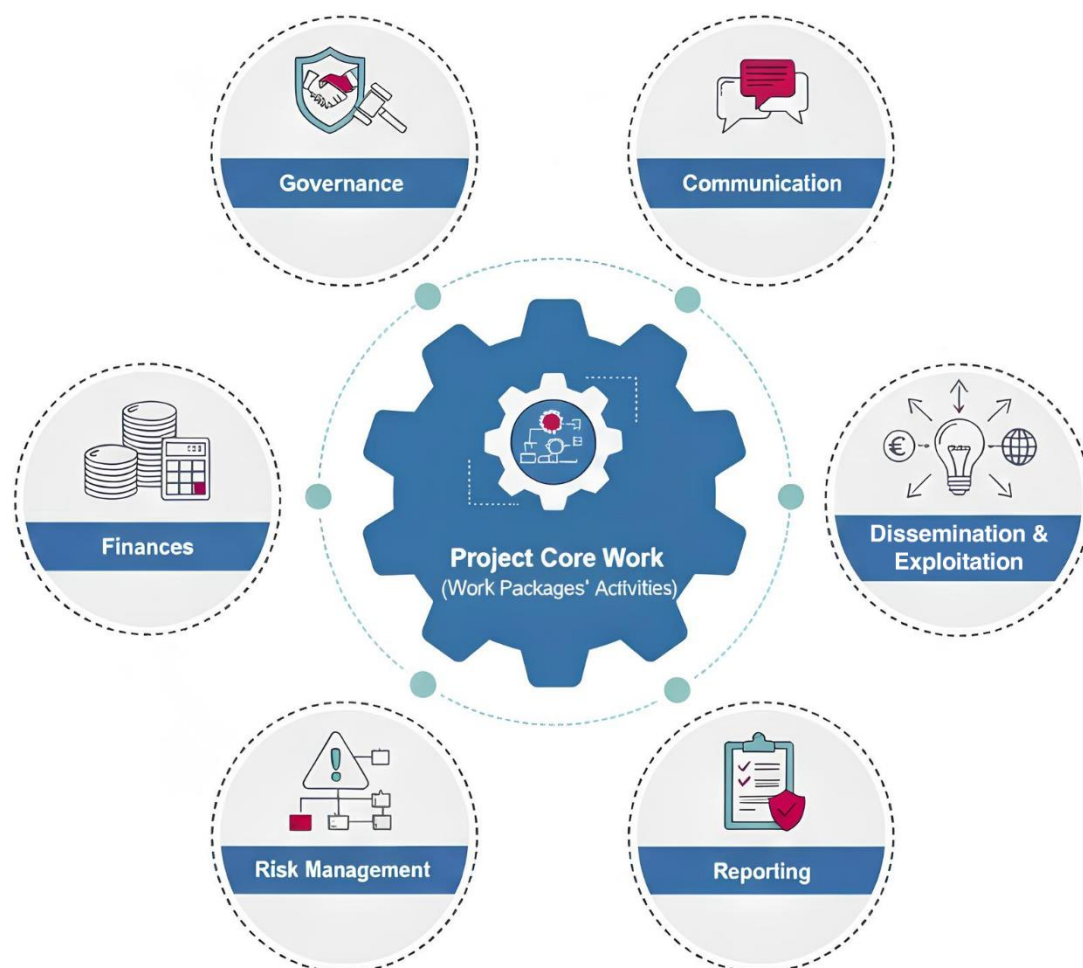 Governance
Communication
Finances
Project Core Work
(Work Packages' Activities)
Dissemination &
Exploitation
Risk Management
Reporting